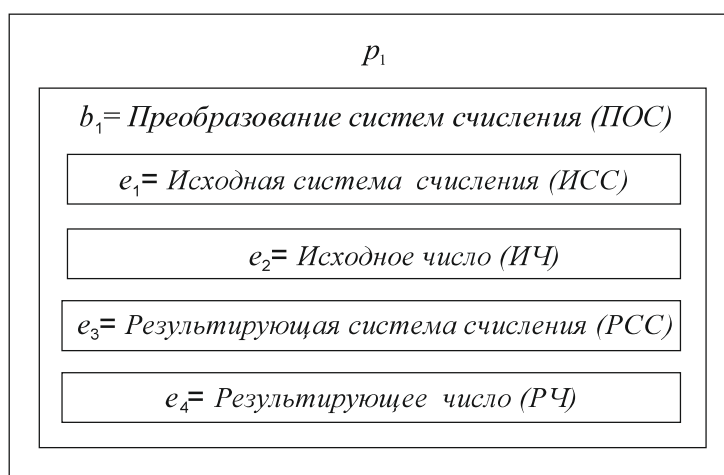 p₁
b₁= Преобразование систем счисления (ПОС)
e₁= Исходная система счисления (ИСС)
e₂= Исходное число (ИЧ)
e₃= Результирующая система счисления (РСС)
e₄= Результирующее число (РЧ)